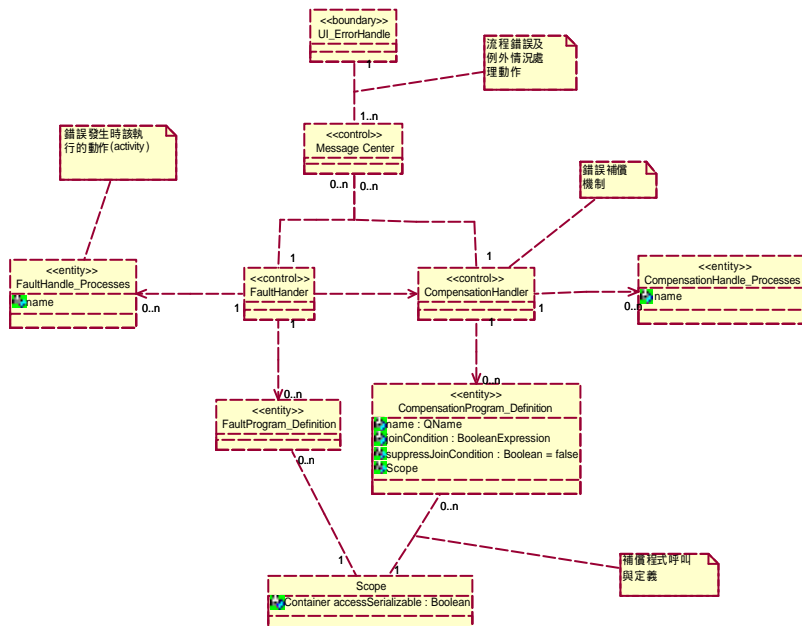 <<boundary>>
UI_ErrorHandle
1
流程錯誤及
例外情況處
理動作
1..n
<<control>>
Message Center
0..n
0..n
錯誤發生時該執
行的動作(activity)
錯誤補償
機制
1
1
<<entity>>
FaultHandle_Processes
name
0..n
<<control>>
FaultHander
1
1
<<control>>
CompensationHandler
1
1
<<entity>>
CompensationHandle_Processes
name
0..n
0..n
<<entity>>
FaultProgram_Definition
0..n
0..n
<<entity>>
CompensationProgram_Definition
name : QName
joinCondition : BooleanExpression
suppressJoinCondition : Boolean = false
Scope
0..n
補償程式呼叫
與定義
1
1
Scope
Container accessSerializable : Boolean